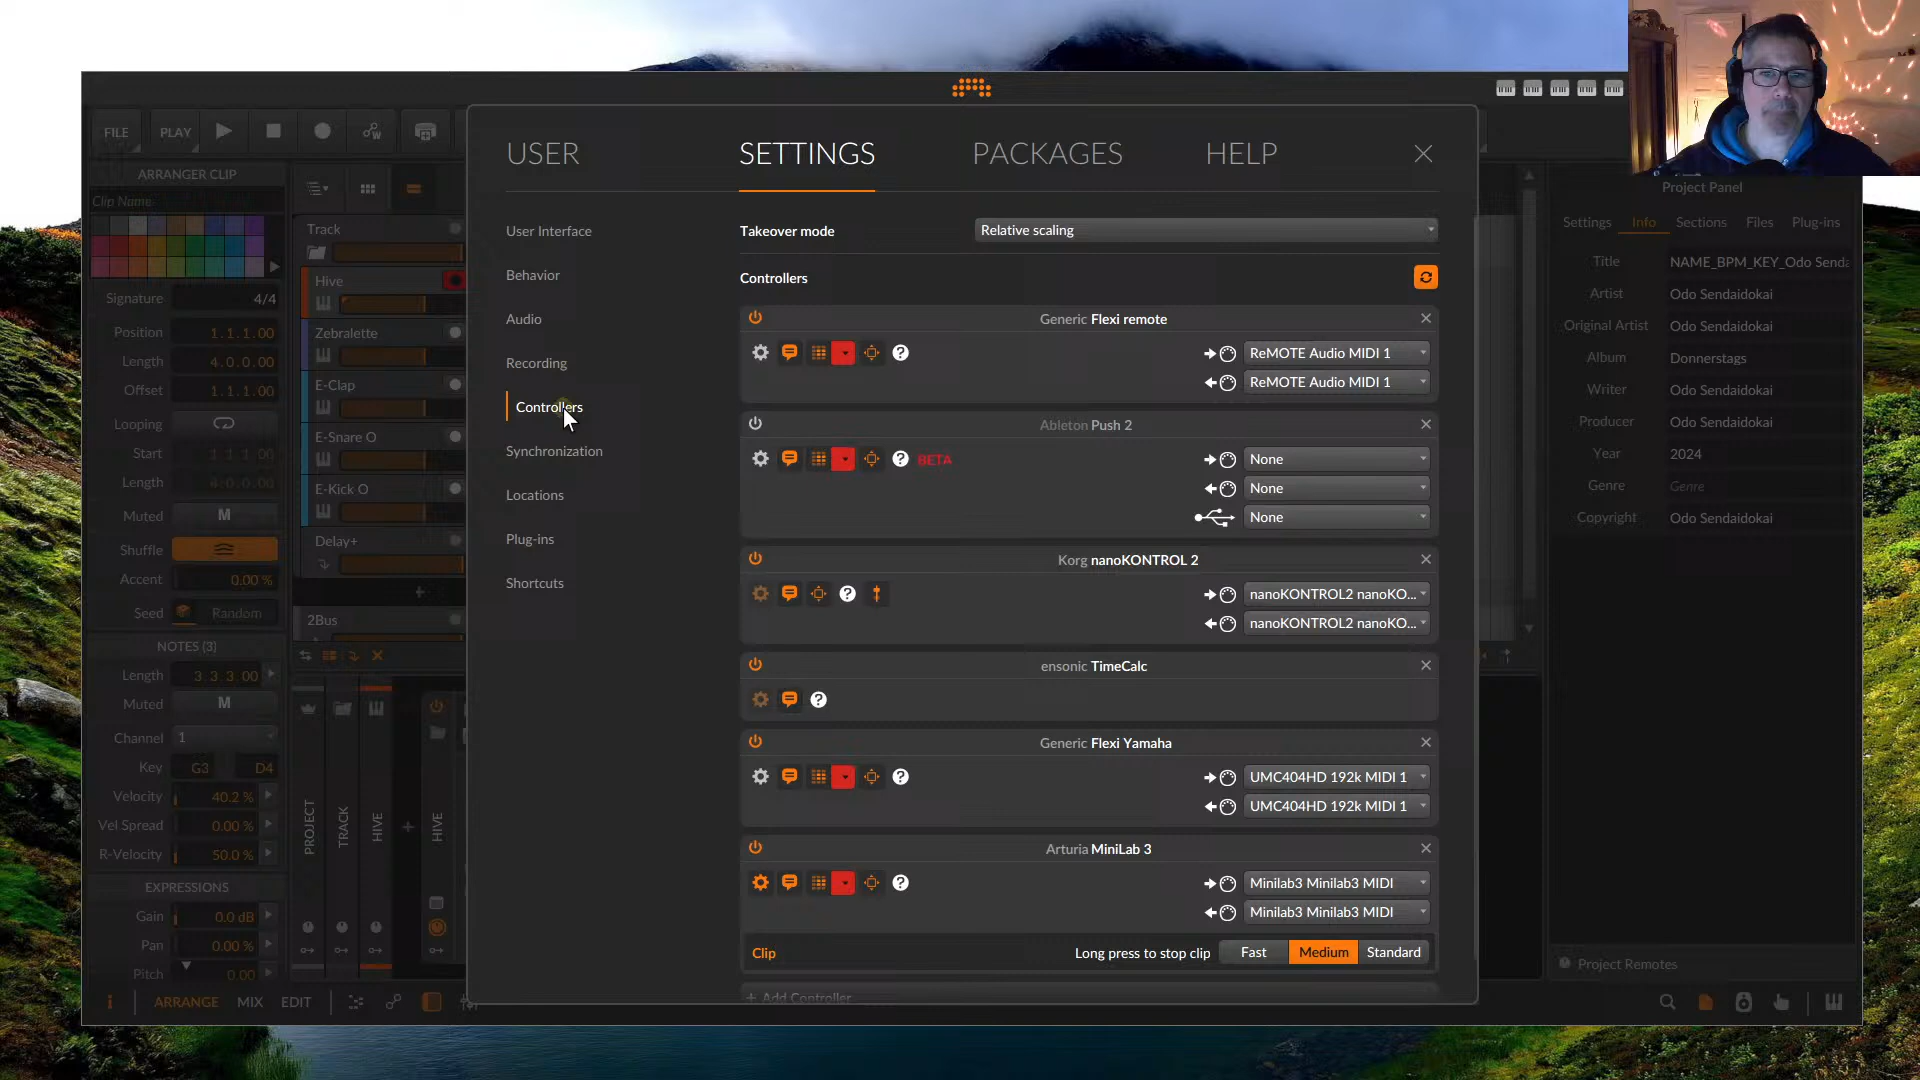 FILE
PLAY
USER
SETTINGS
PACKAGES
HELP
ARRANGER CLIP
Clip Name
Signature 4/4
Position 1.1.1.00
Length 4.0.0.00
Offset 1.1.1.00
Looping
Start 1.1.1.00
Length 4.0.0.00
Muted M
Shuffle
Accent 0.00 %
Seed Random
NOTES (3)
Length 3.3.3.00
Muted M
Channel 1
Key G3 D4
Velocity 40.2 %
Vel Spread 0.00 %
R-Velocity 50.0 %
EXPRESSIONS
Gain 0.0 dB
Pan 0.00 %
Pitch 0.00
Track
Hive
Zebralette
E-Clap
E-Snare O
E-Kick O
Delay+
2Bus
PROJECT
TRACK
HIVE
HIVE
User Interface
Behavior
Audio
Recording
Controllers
Synchronization
Locations
Plug-ins
Shortcuts
Takeover mode Relative scaling
Controllers
Generic Flexi remote
ReMOTE Audio MIDI 1
ReMOTE Audio MIDI 1
Ableton Push 2
BETA
None
None
None
Korg nanoKONTROL 2
nanoKONTROL2 nanoKO...
nanoKONTROL2 nanoKO...
ensonic TimeCalc
Generic Flexi Yamaha
UMC404HD 192k MIDI 1
UMC404HD 192k MIDI 1
Arturia MiniLab 3
Minilab3 Minilab3 MIDI
Minilab3 Minilab3 MIDI
Clip Long press to stop clip Fast Medium Standard
+ Add Controller
Project Panel
Settings Info Sections Files Plug-ins
Title NAME_BPM_KEY_Odo Senda
Artist Odo Sendaidokai
Original Artist Odo Sendaidokai
Album Donnerstags
Writer Odo Sendaidokai
Producer Odo Sendaidokai
Year 2024
Genre Genre
Copyright Odo Sendaidokai
Project Remotes
ARRANGE MIX EDIT